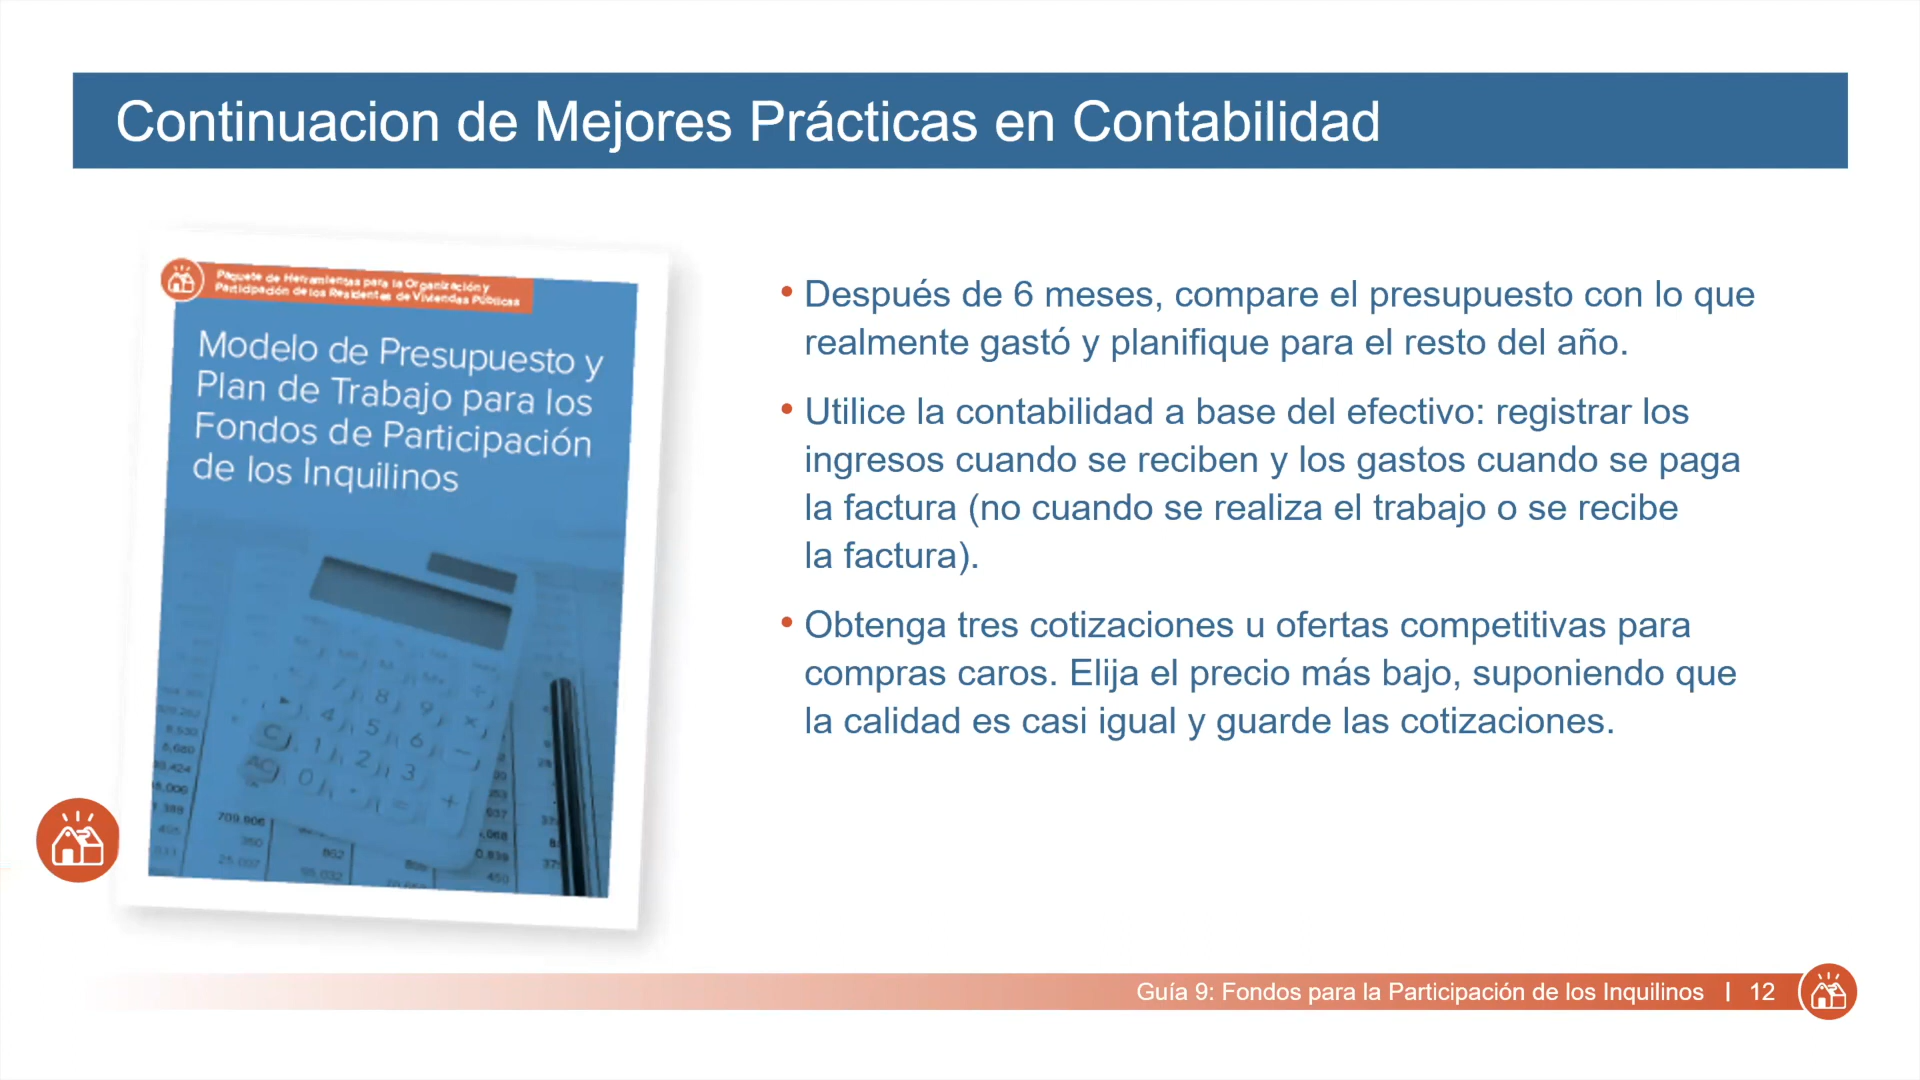 Continuacion de Mejores Prácticas en Contabilidad
Paquete de Herramientas para la Organización y
Participación de los Residentes de Viviendas Públicas
Modelo de Presupuesto y
Plan de Trabajo para los
Fondos de Participación
de los Inquilinos
• Después de 6 meses, compare el presupuesto con lo que
realmente gastó y planifique para el resto del año.
• Utilice la contabilidad a base del efectivo: registrar los
ingresos cuando se reciben y los gastos cuando se paga
la factura (no cuando se realiza el trabajo o se recibe
la factura).
• Obtenga tres cotizaciones u ofertas competitivas para
compras caros. Elija el precio más bajo, suponiendo que
la calidad es casi igual y guarde las cotizaciones.
Guía 9: Fondos para la Participación de los Inquilinos | 12